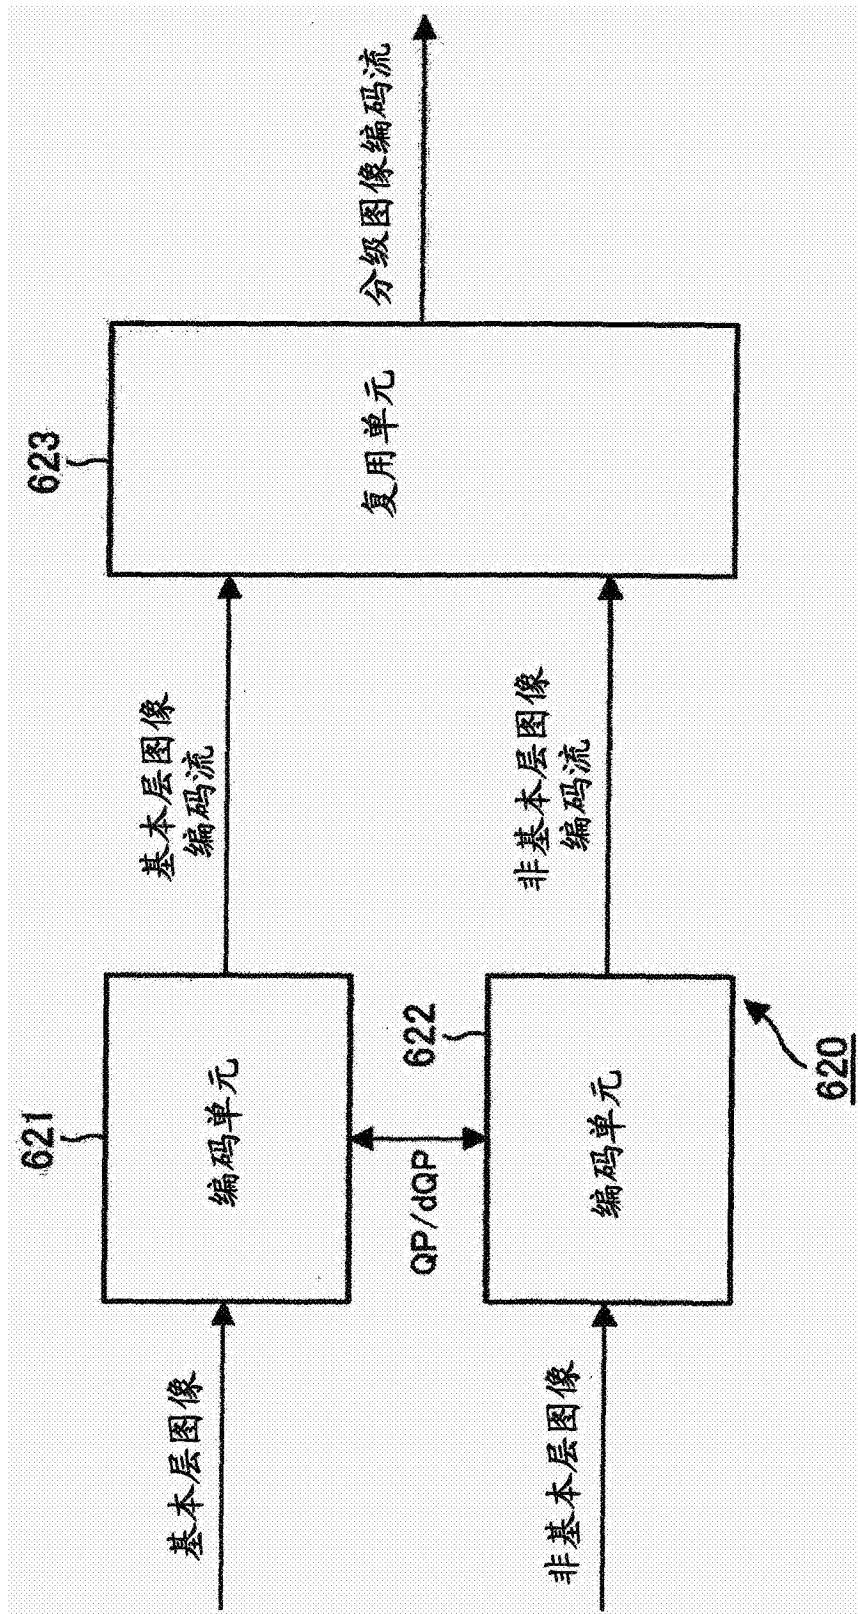 基本层图像
621
编码单元
基本层图像
编码流
QP/dQP
非基本层图像
622
编码单元
非基本层图像
编码流
620
623
复用单元
分级图像编码流